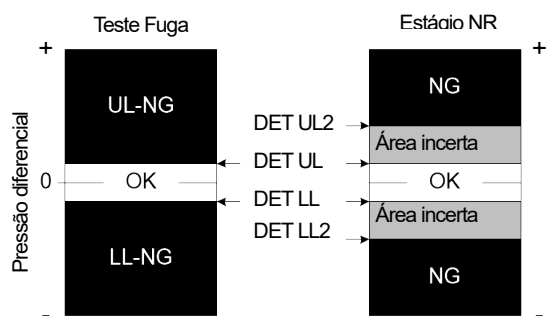 Teste Fuga
Estágio NR
+
+
UL-NG
NG
DET UL2
Área incerta
DET UL
Pressão diferencial
0
OK
OK
DET LL
Área incerta
DET LL2
LL-NG
NG
-
-